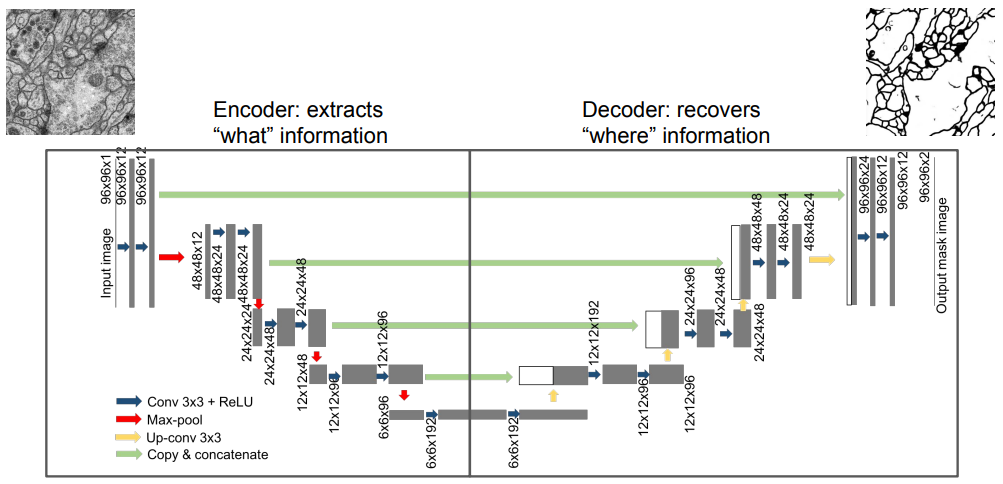 Encoder: extracts
“what” information
Decoder: recovers
“where” information
Input image
96x96x1
96x96x12
96x96x12
48x48x12
48x48x24
48x48x24
24x24x24
24x24x48
24x24x48
12x12x48
12x12x96
12x12x96
6x6x96
6x6x192
6x6x192
12x12x192
12x12x96
12x12x96
24x24x96
24x24x48
24x24x48
48x48x48
48x48x24
48x48x24
96x96x24
96x96x12
96x96x12
96x96x2
Output mask image
Conv 3x3 + ReLU
Max-pool
Up-conv 3x3
Copy & concatenate